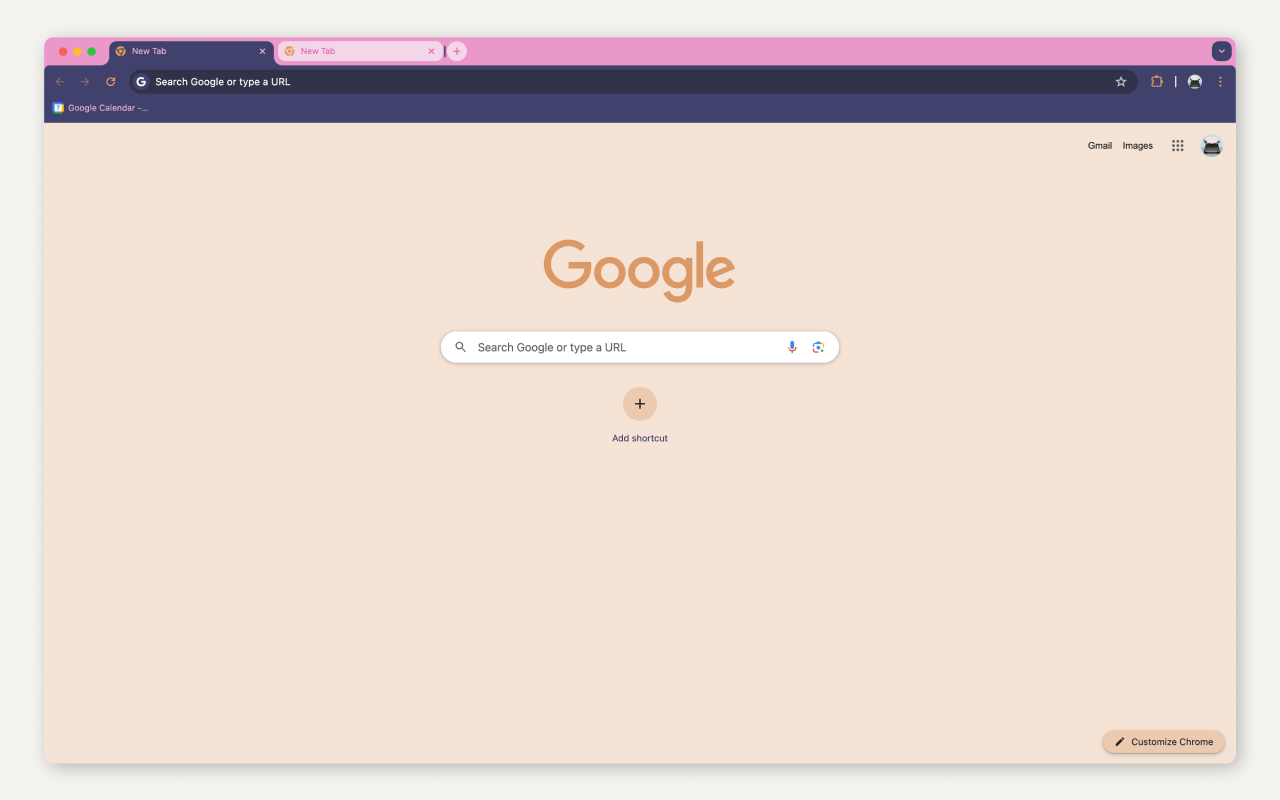 New Tab
New Tab
G Search Google or type a URL
7 Google Calendar -...
Gmail Images
Google
Search Google or type a URL
Add shortcut
Customize Chrome